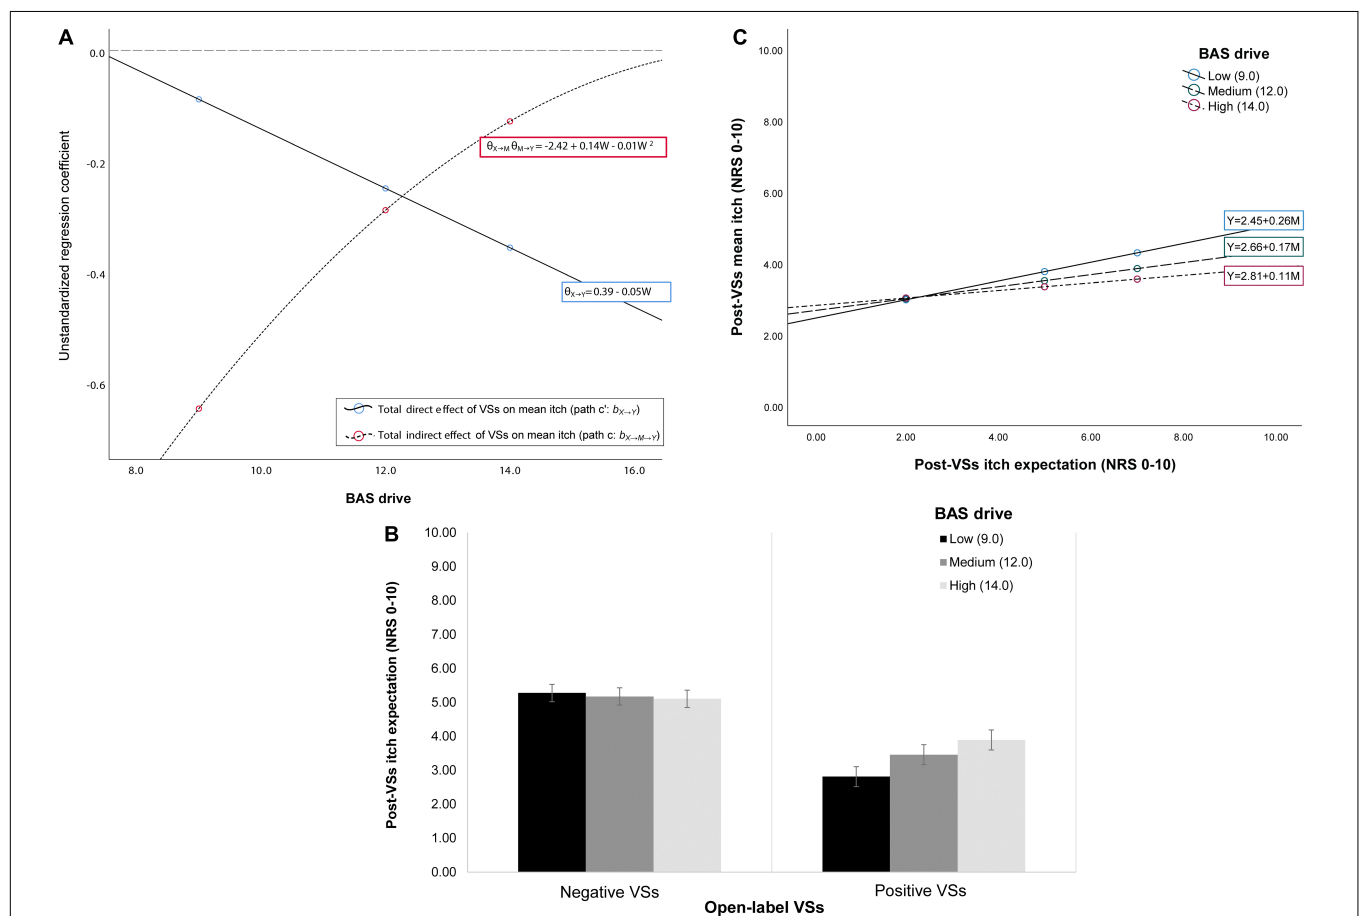 A
0.0
-0.2
-0.4
-0.6
Unstandardized regression coefficient
θX→M θM→Y = -2.42 + 0.14W - 0.01W ²
θX→Y = 0.39 - 0.05W
Total direct effect of VSs on mean itch (path c': bX→Y)
Total indirect effect of VSs on mean itch (path c: bX→M→Y)
8.0 10.0 12.0 14.0 16.0
BAS drive
C
10.00
8.00
6.00
4.00
2.00
0.00
Post-VSs mean itch (NRS 0-10)
BAS drive
Low (9.0)
Medium (12.0)
High (14.0)
Y=2.45+0.26M
Y=2.66+0.17M
Y=2.81+0.11M
0.00 2.00 4.00 6.00 8.00 10.00
Post-VSs itch expectation (NRS 0-10)
B
10.00
9.00
8.00
7.00
6.00
5.00
4.00
3.00
2.00
1.00
0.00
Post-VSs itch expectation (NRS 0-10)
BAS drive
Low (9.0)
Medium (12.0)
High (14.0)
Negative VSs Positive VSs
Open-label VSs